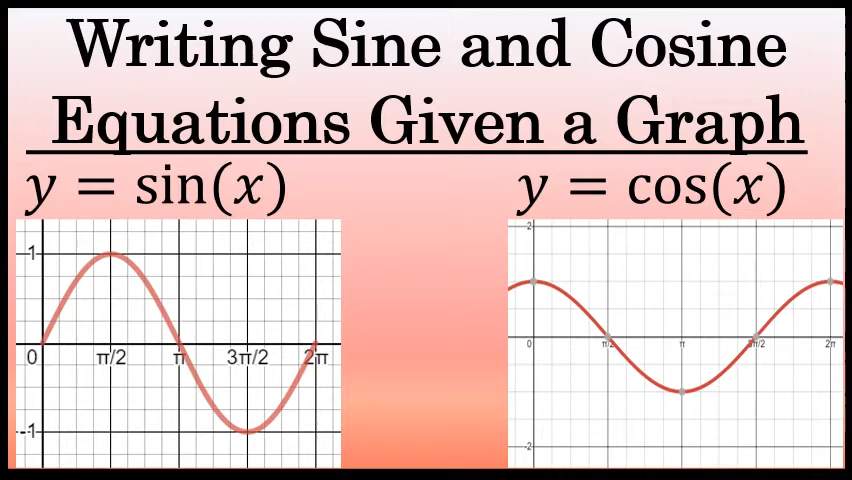 Writing Sine and Cosine
Equations Given a Graph
y = sin(x)
y = cos(x)
1
0
π/2
π
3π/2
2π
-1
2
0
π/2
π
3π/2
2π
-2